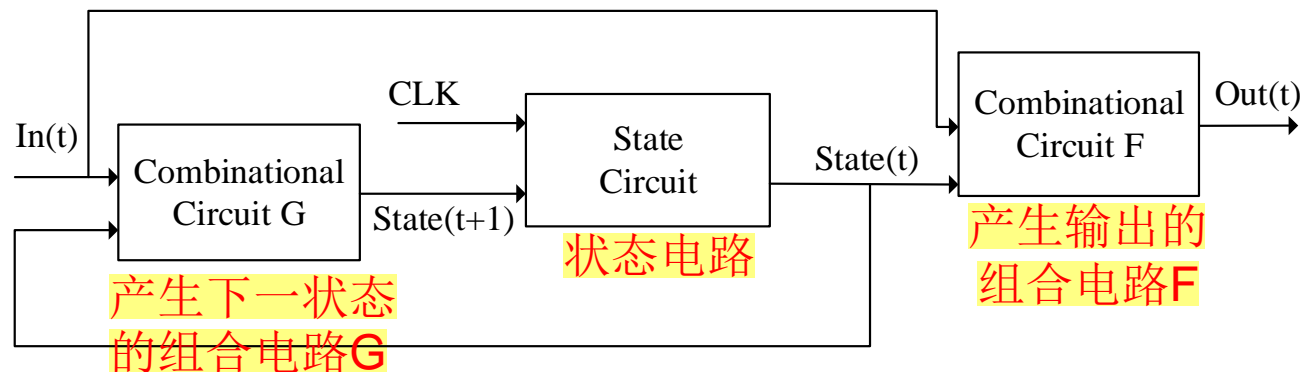 In(t)
Combinational
Circuit G
State(t+1)
CLK
State
Circuit
State(t)
Combinational
Circuit F
Out(t)
产生下一状态
的组合电路G
状态电路
产生输出的
组合电路F